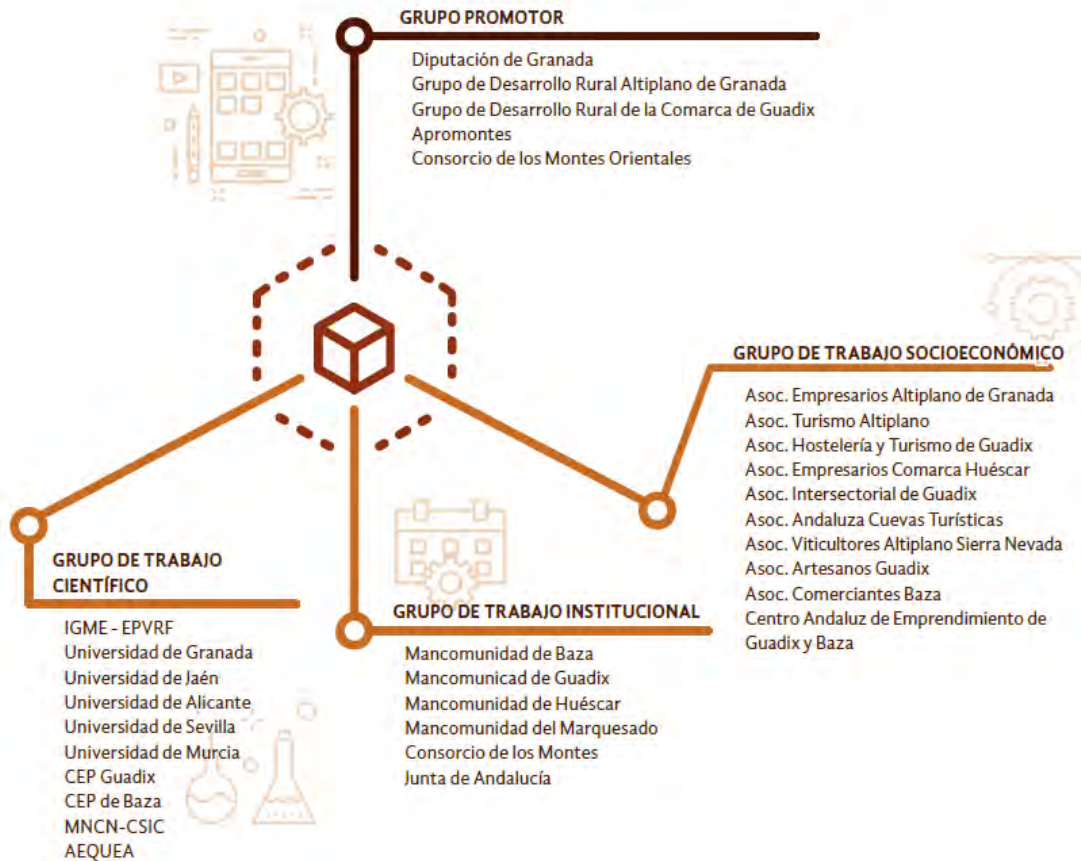 GRUPO PROMOTOR
Diputación de Granada
Grupo de Desarrollo Rural Altiplano de Granada
Grupo de Desarrollo Rural de la Comarca de Guadix
Apromontes
Consorcio de los Montes Orientales
GRUPO DE TRABAJO SOCIOECONÓMICO
Asoc. Empresarios Altiplano de Granada
Asoc. Turismo Altiplano
Asoc. Hostelería y Turismo de Guadix
Asoc. Empresarios Comarca Huéscar
Asoc. Intersectorial de Guadix
Asoc. Andaluza Cuevas Turísticas
Asoc. Viticultores Altiplano Sierra Nevada
Asoc. Artesanos Guadix
Asoc. Comerciantes Baza
Centro Andaluz de Emprendimiento de
Guadix y Baza
GRUPO DE TRABAJO
CIENTÍFICO
IGME - EPVRF
Universidad de Granada
Universidad de Jaén
Universidad de Alicante
Universidad de Sevilla
Universidad de Murcia
CEP Guadix
CEP de Baza
MNCN-CSIC
AEQUEA
GRUPO DE TRABAJO INSTITUCIONAL
Mancomunidad de Baza
Mancomunicad de Guadix
Mancomunidad de Huéscar
Mancomunidad del Marquesado
Consorcio de los Montes
Junta de Andalucía